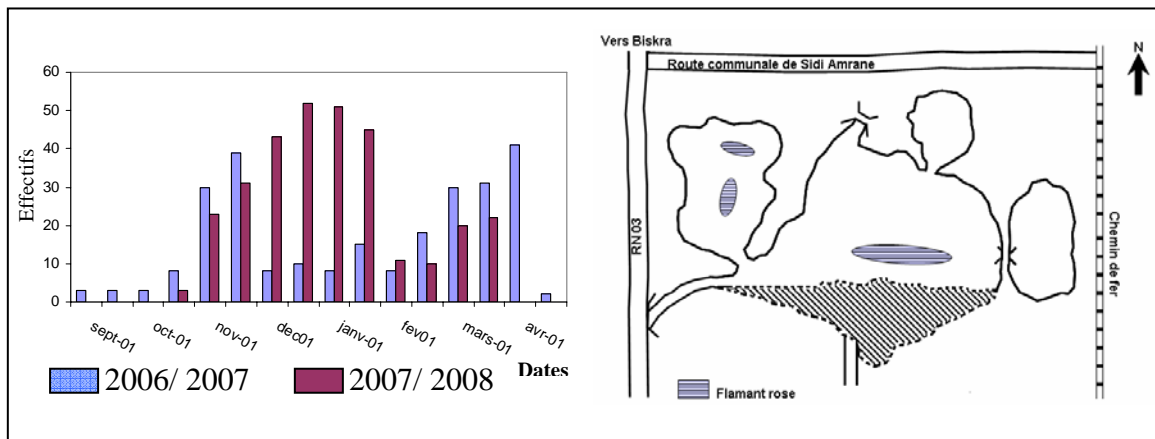 60
50
40
30
20
10
0
Effectifs
sept-01
oct-01
nov-01
dec01
janv-01
fev01
mars-01
avr-01
Dates
2006/ 2007
2007/ 2008
Vers Biskra
Route communale de Sidi Amrane
N
RN 03
Chemin de fer
Flamant rose